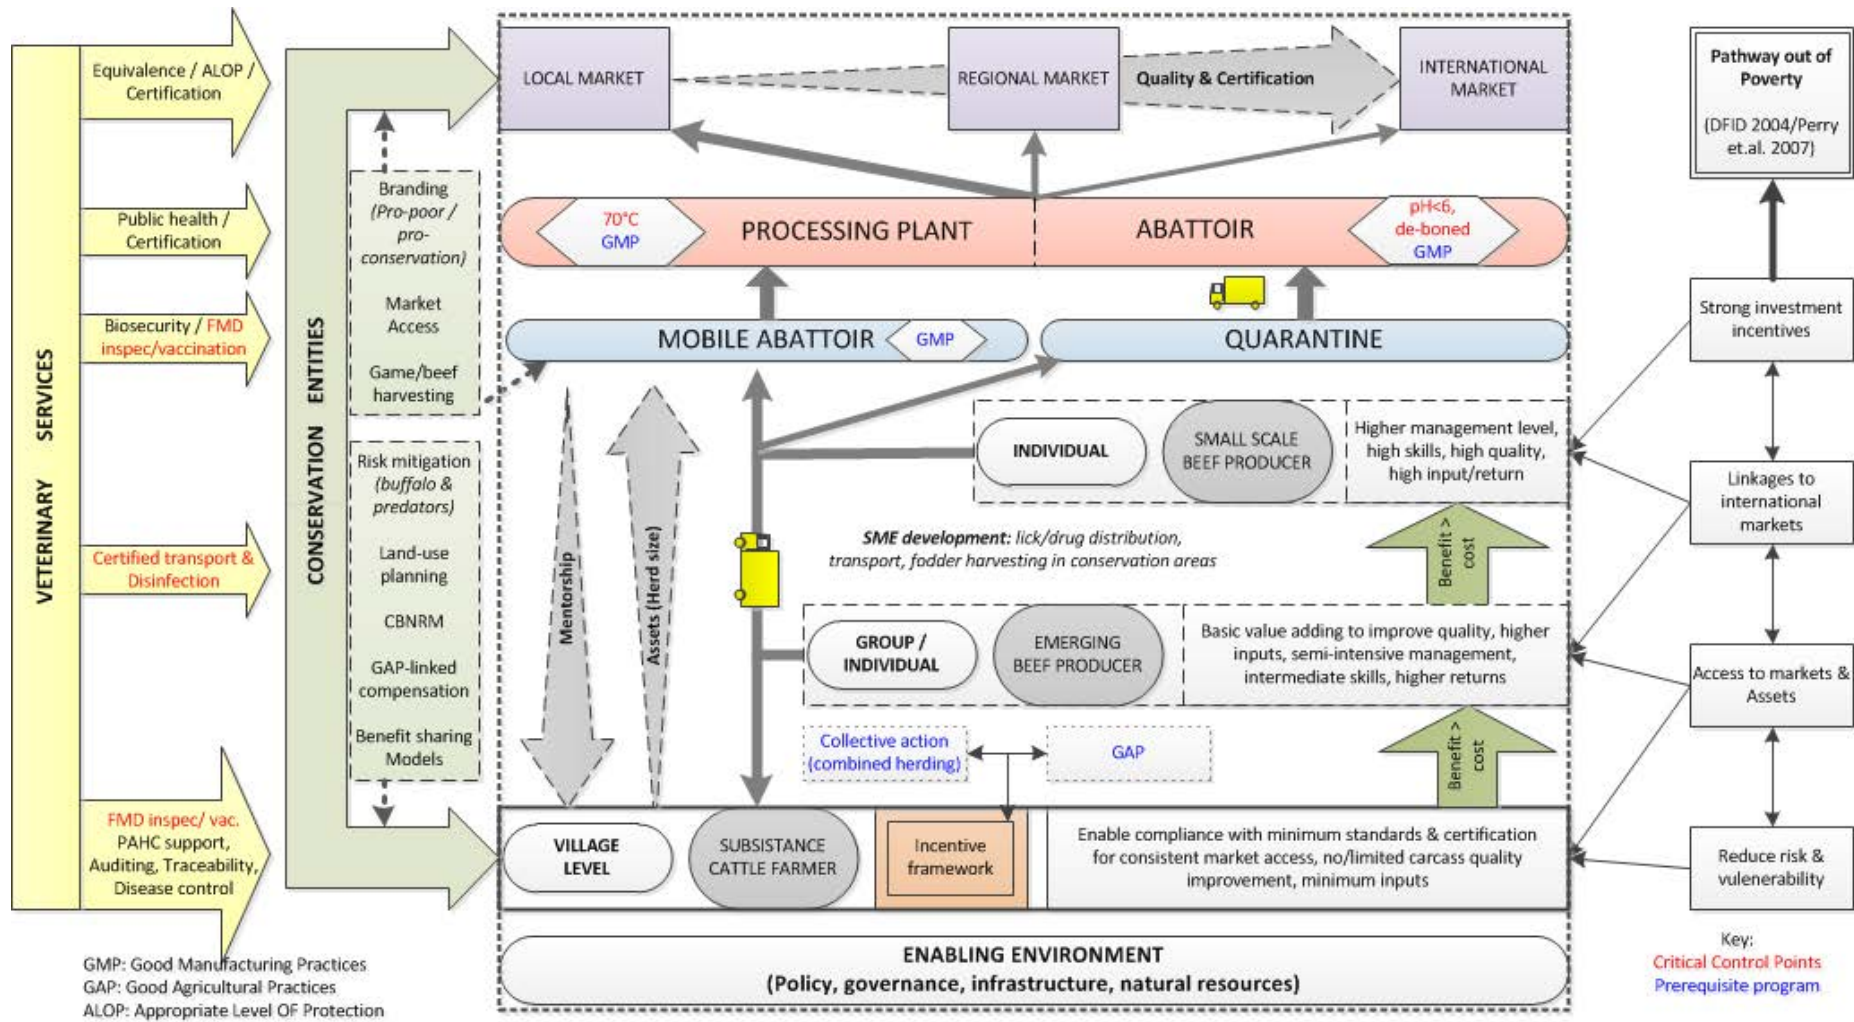 VETERINARY SERVICES
Equivalence / ALOP /
Certification
Public health /
Certification
Biosecurity / FMD
inspec/vaccination
Certified transport &
Disinfection
FMD inspec/ vac.
PAHC support,
Auditing, Traceability,
Disease control
GMP: Good Manufacturing Practices
GAP: Good Agricultural Practices
ALOP: Appropriate Level OF Protection
CONSERVATION ENTITIES
Branding
(Pro-poor /
pro-
conservation)
Market
Access
Game/beef
harvesting
Risk mitigation
(buffalo &
predators)
Land-use
planning
CBNRM
GAP-linked
compensation
Benefit sharing
Models
LOCAL MARKET
REGIONAL MARKET
Quality & Certification
INTERNATIONAL
MARKET
70°C
GMP
PROCESSING PLANT
ABATTOIR
pH<6,
de-boned
GMP
MOBILE ABATTOIR
GMP
QUARANTINE
Mentorship
Assets (Herd size)
INDIVIDUAL
SMALL SCALE
BEEF PRODUCER
Higher management level,
high skills, high quality,
high input/return
SME development: lick/drug distribution,
transport, fodder harvesting in conservation areas
Benefit >
cost
GROUP /
INDIVIDUAL
EMERGING
BEEF PRODUCER
Basic value adding to improve quality, higher
inputs, semi-intensive management,
intermediate skills, higher returns
Collective action
(combined herding)
GAP
Benefit >
cost
VILLAGE
LEVEL
SUBSISTANCE
CATTLE FARMER
Incentive
framework
Enable compliance with minimum standards & certification
for consistent market access, no/limited carcass quality
improvement, minimum inputs
ENABLING ENVIRONMENT
(Policy, governance, infrastructure, natural resources)
Pathway out of
Poverty
(DFID 2004/Perry
et.al. 2007)
Strong investment
incentives
Linkages to
international
markets
Access to markets &
Assets
Reduce risk &
vulenerability
Key:
Critical Control Points
Prerequisite program